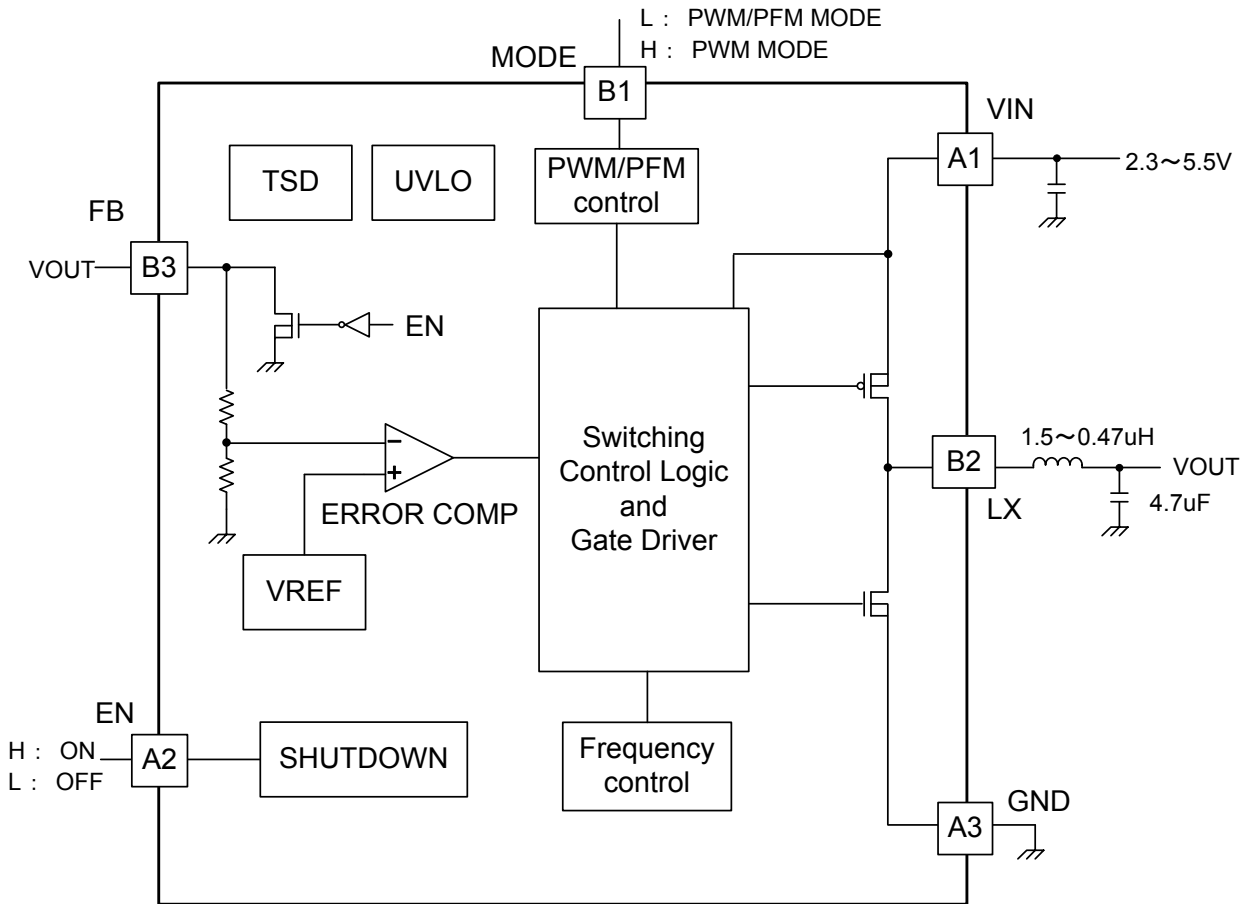 L : PWM/PFM MODE
H : PWM MODE
MODE
B1
VIN
A1
2.3～5.5V
TSD
UVLO
PWM/PFM
control
FB
VOUT
B3
EN
Switching
Control Logic
and
Gate Driver
−
+
ERROR COMP
VREF
1.5～0.47uH
B2
VOUT
LX
4.7uF
EN
H : ON
L : OFF
A2
SHUTDOWN
Frequency
control
GND
A3